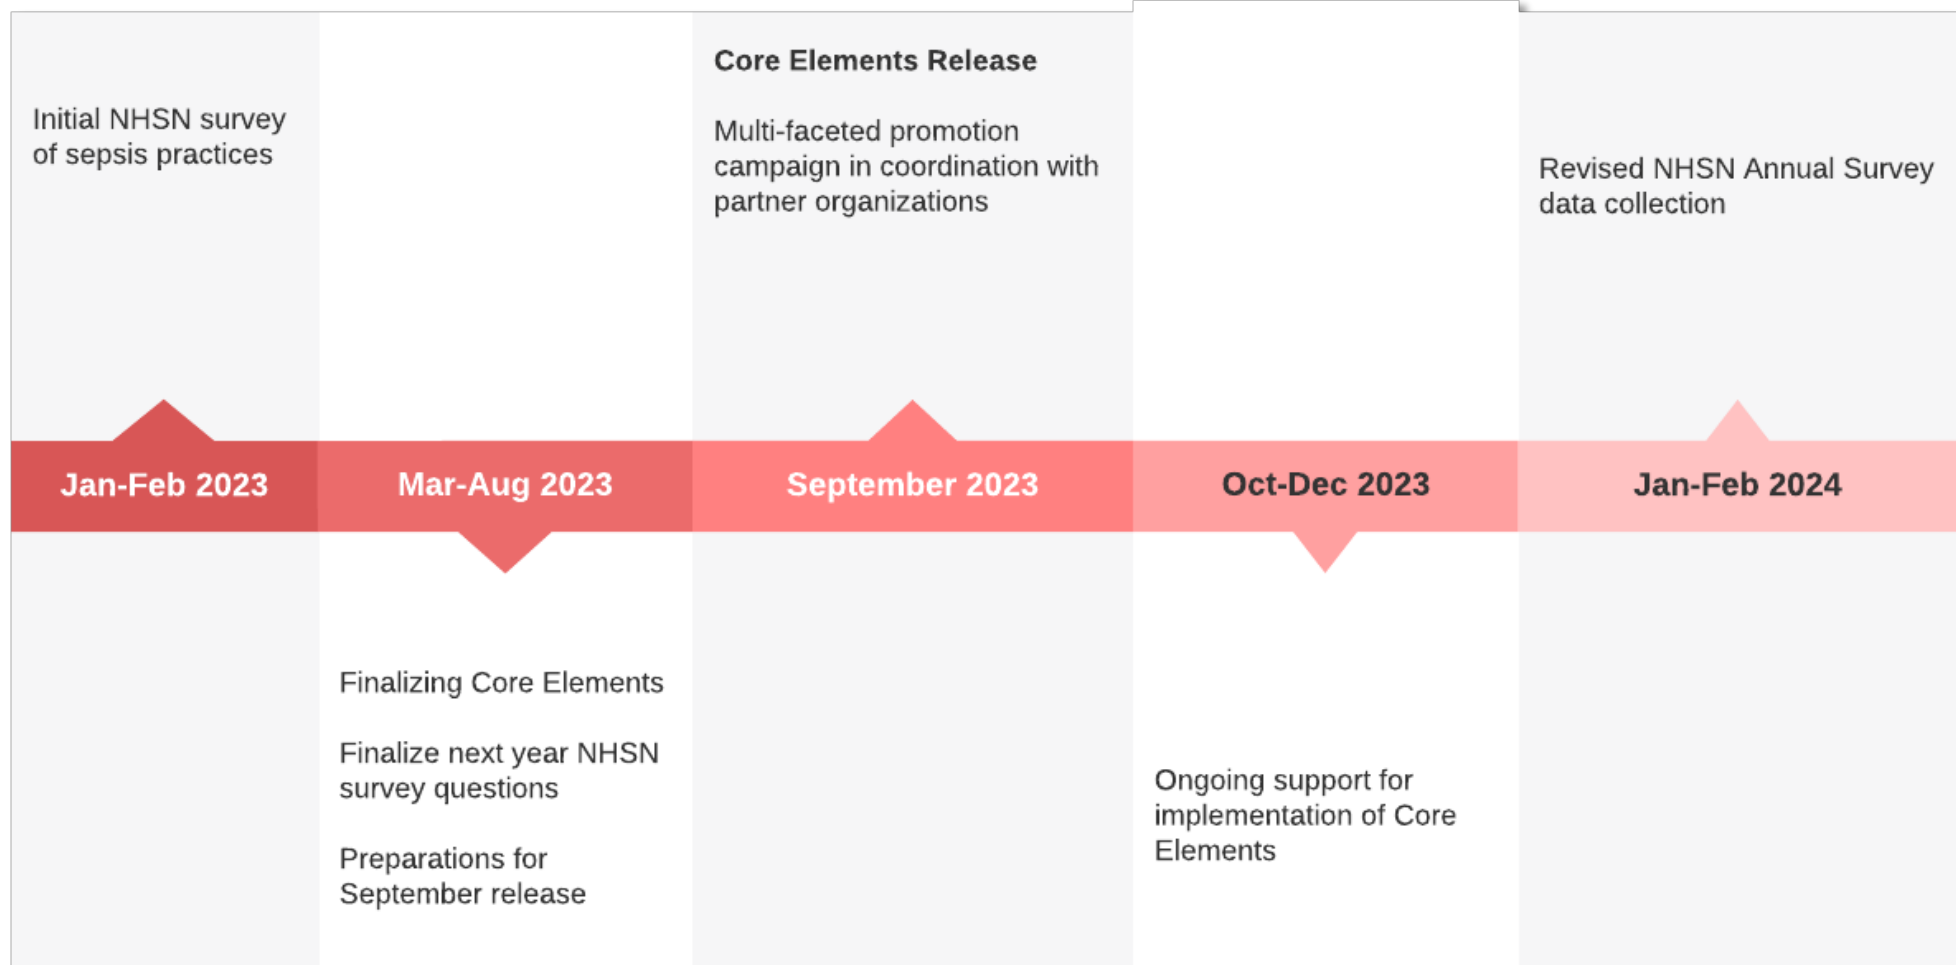 Core Elements Release
Initial NHSN survey
of sepsis practices
Multi-faceted promotion
campaign in coordination with
partner organizations
Revised NHSN Annual Survey
data collection
Jan-Feb 2023
Mar-Aug 2023
September 2023
Oct-Dec 2023
Jan-Feb 2024
Finalizing Core Elements
Finalize next year NHSN
survey questions
Preparations for
September release
Ongoing support for
implementation of Core
Elements